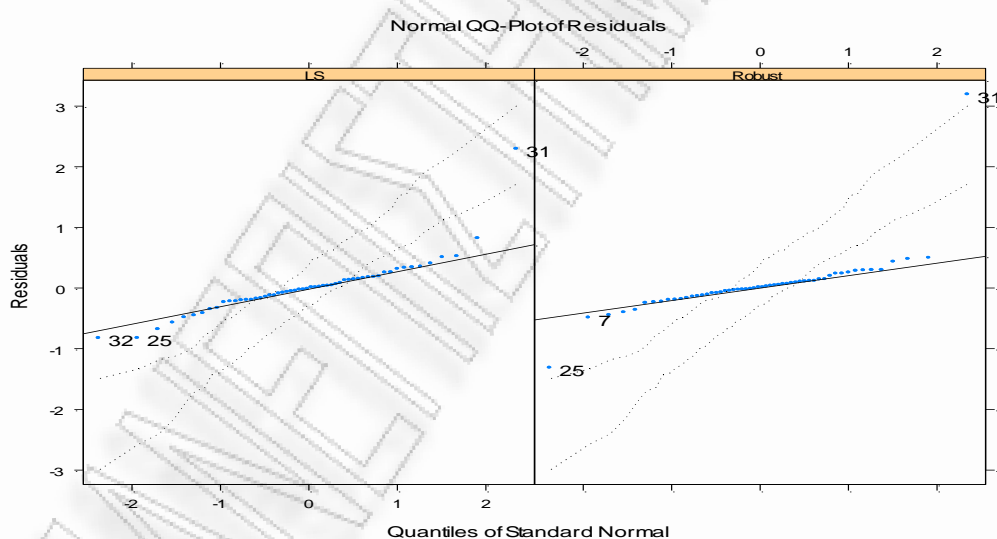 Normal QQ-Plot of Residuals
-2 -1 0 1 2
LS Robust
3
2
1
0
-1
-2
-3
Residuals
31
32 25
31
7
25
-2 -1 0 1 2
Quantiles of Standard Normal